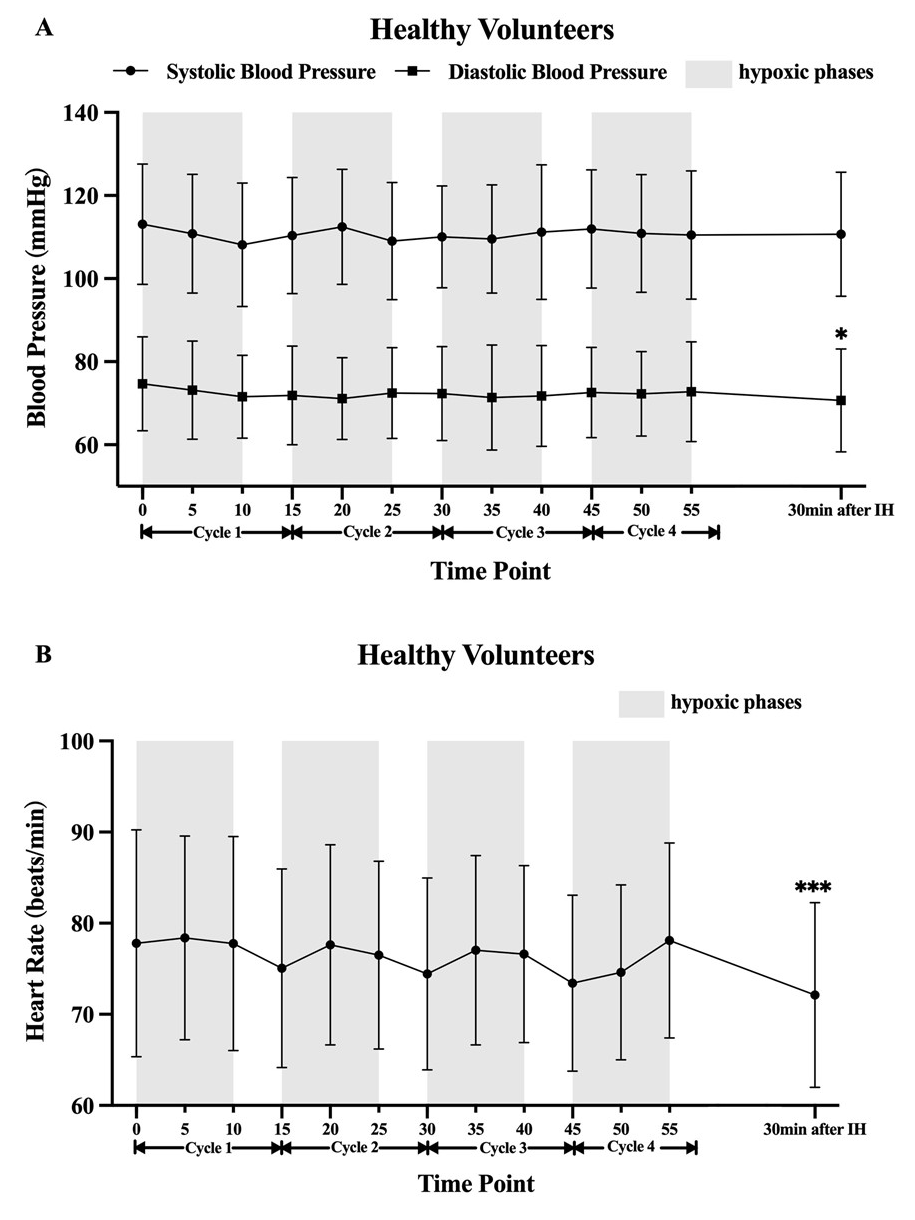 A
Healthy Volunteers
Systolic Blood Pressure Diastolic Blood Pressure hypoxic phases
Blood Pressure (mmHg)
140
120
100
80
60
*
0 5 10 15 20 25 30 35 40 45 50 55 30min after IH
Cycle 1 Cycle 2 Cycle 3 Cycle 4
Time Point
B
Healthy Volunteers
hypoxic phases
Heart Rate (beats/min)
100
90
80
70
60
***
0 5 10 15 20 25 30 35 40 45 50 55 30min after IH
Cycle 1 Cycle 2 Cycle 3 Cycle 4
Time Point